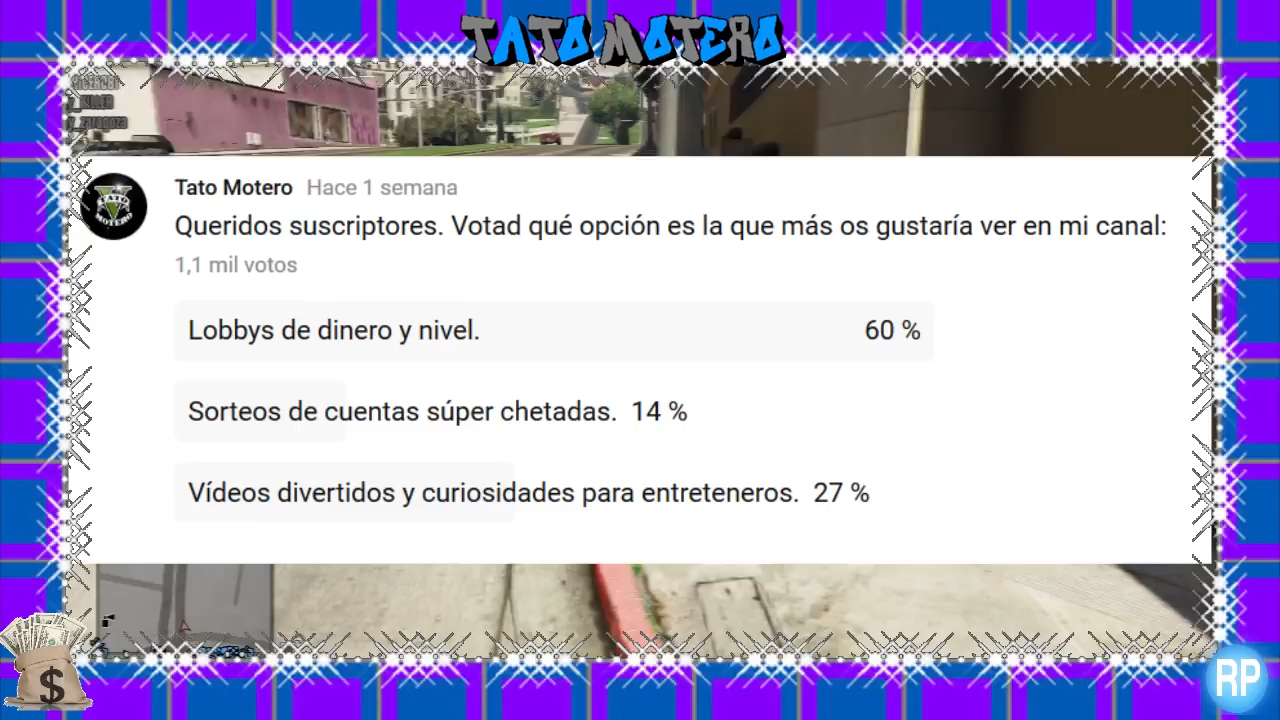 TATO MOTERO
Tato Motero Hace 1 semana
Queridos suscriptores. Votad qué opción es la que mas os gustaría ver en mi canal:
1,1 mil votos
Lobbys de dinero y nivel. 60 %
Sorteos de cuentas súper chetadas. 14 %
Vídeos divertidos y curiosidades para entreteneros. 27 %
$
RP